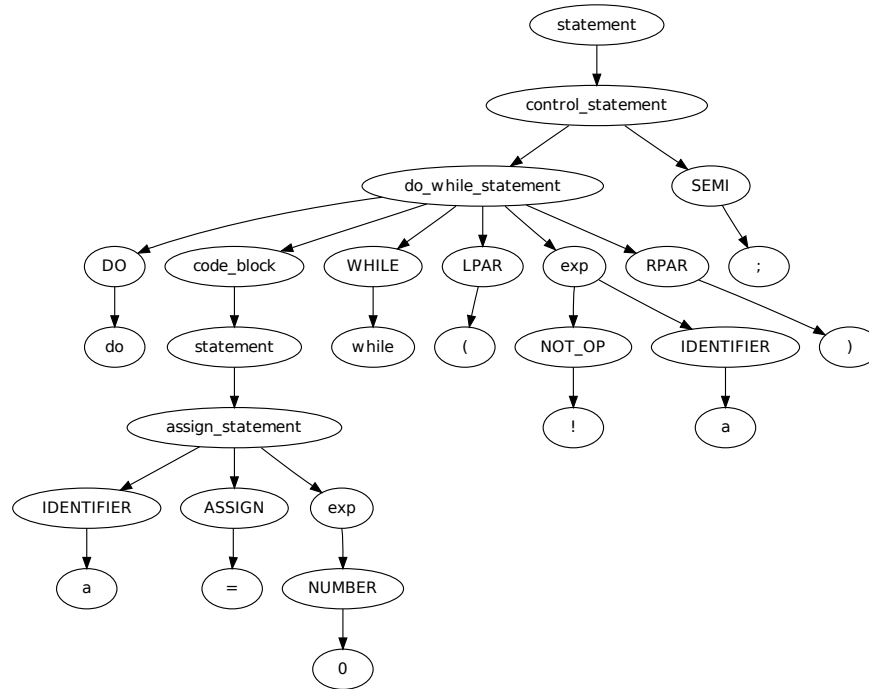 statement
control_statement
do_while_statement
SEMI
DO
code_block
WHILE
LPAR
exp
RPAR
;
do
statement
while
(
NOT_OP
IDENTIFIER
)
assign_statement
!
a
IDENTIFIER
ASSIGN
exp
a
=
NUMBER
0